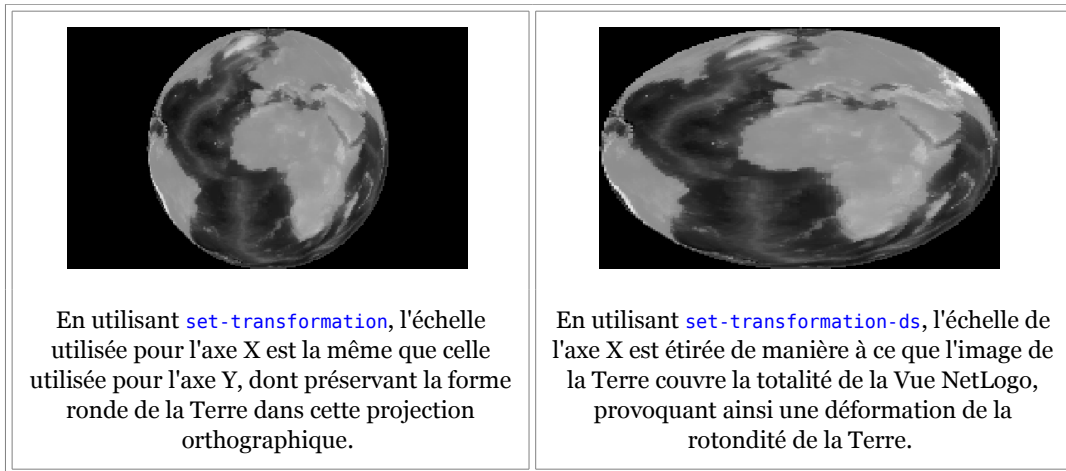 En utilisant set-transformation, l'échelle
utilisée pour l'axe X est la même que celle
utilisée pour l'axe Y, dont préservant la forme
ronde de la Terre dans cette projection
orthographique.
En utilisant set-transformation-ds, l'échelle de
l'axe X est étirée de manière à ce que l'image de
la Terre couvre la totalité de la Vue NetLogo,
provoquant ainsi une déformation de la
rotondité de la Terre.